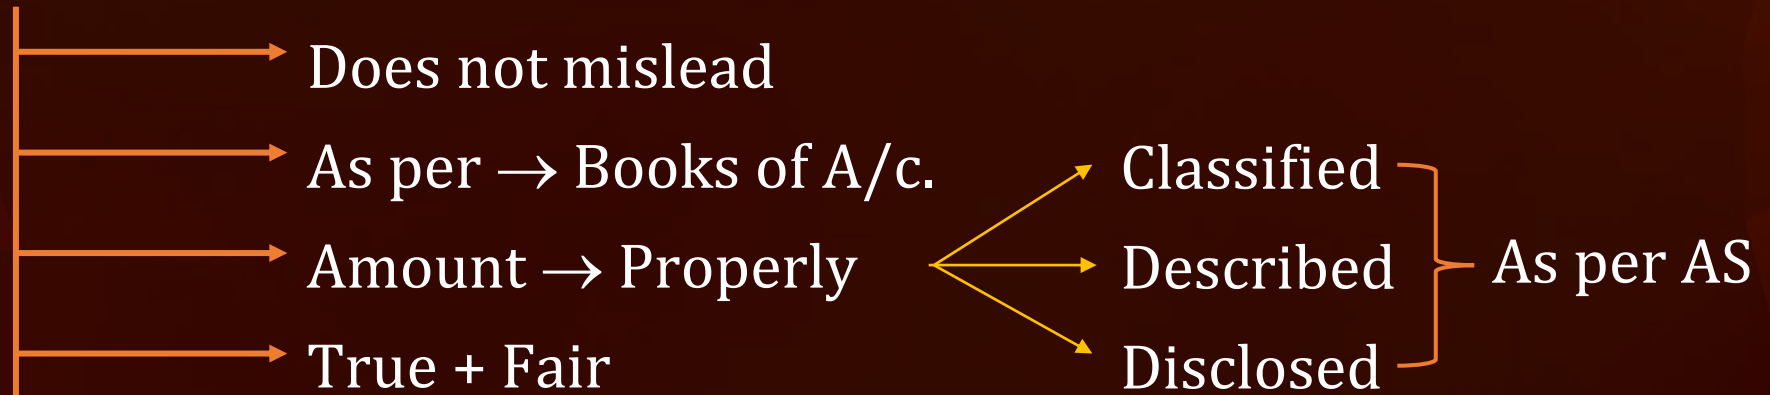 Does not mislead
As per → Books of A/c.
Classified
Amount → Properly
Described
As per AS
True + Fair
Disclosed